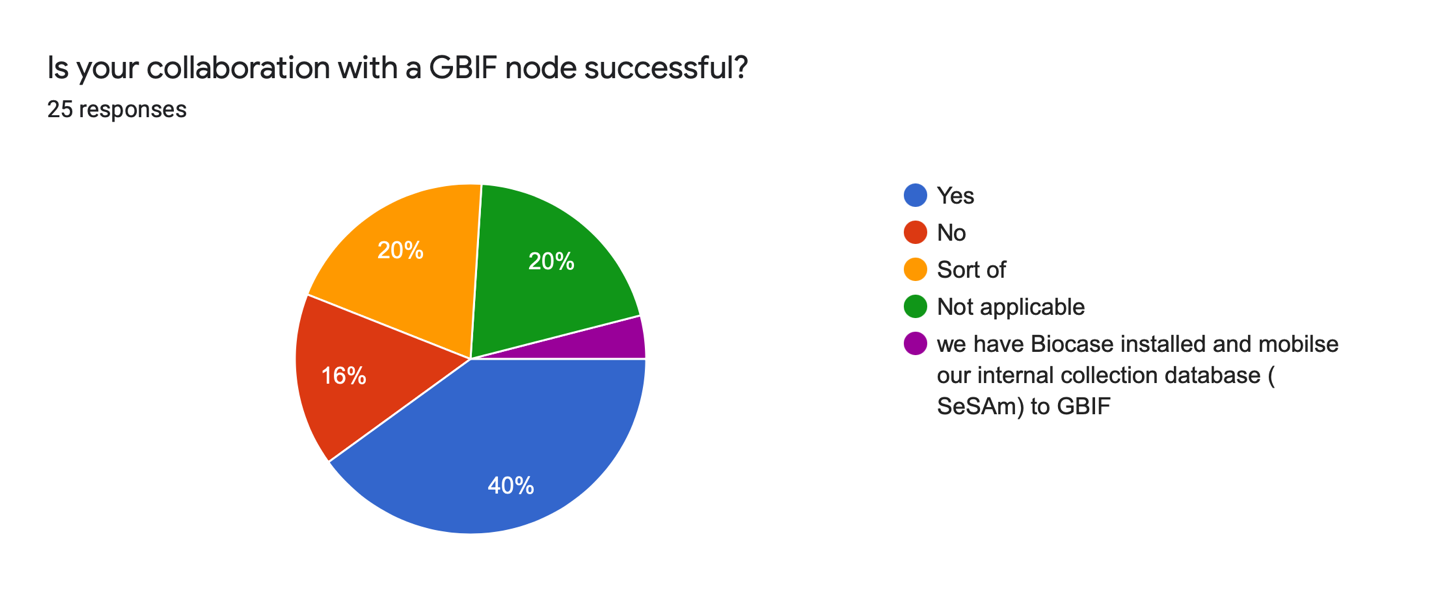 Is your collaboration with a GBIF node successful?
25 responses
20%
20%
16%
40%
Yes
No
Sort of
Not applicable
we have Biocase installed and mobilse
our internal collection database (
SeSAm) to GBIF